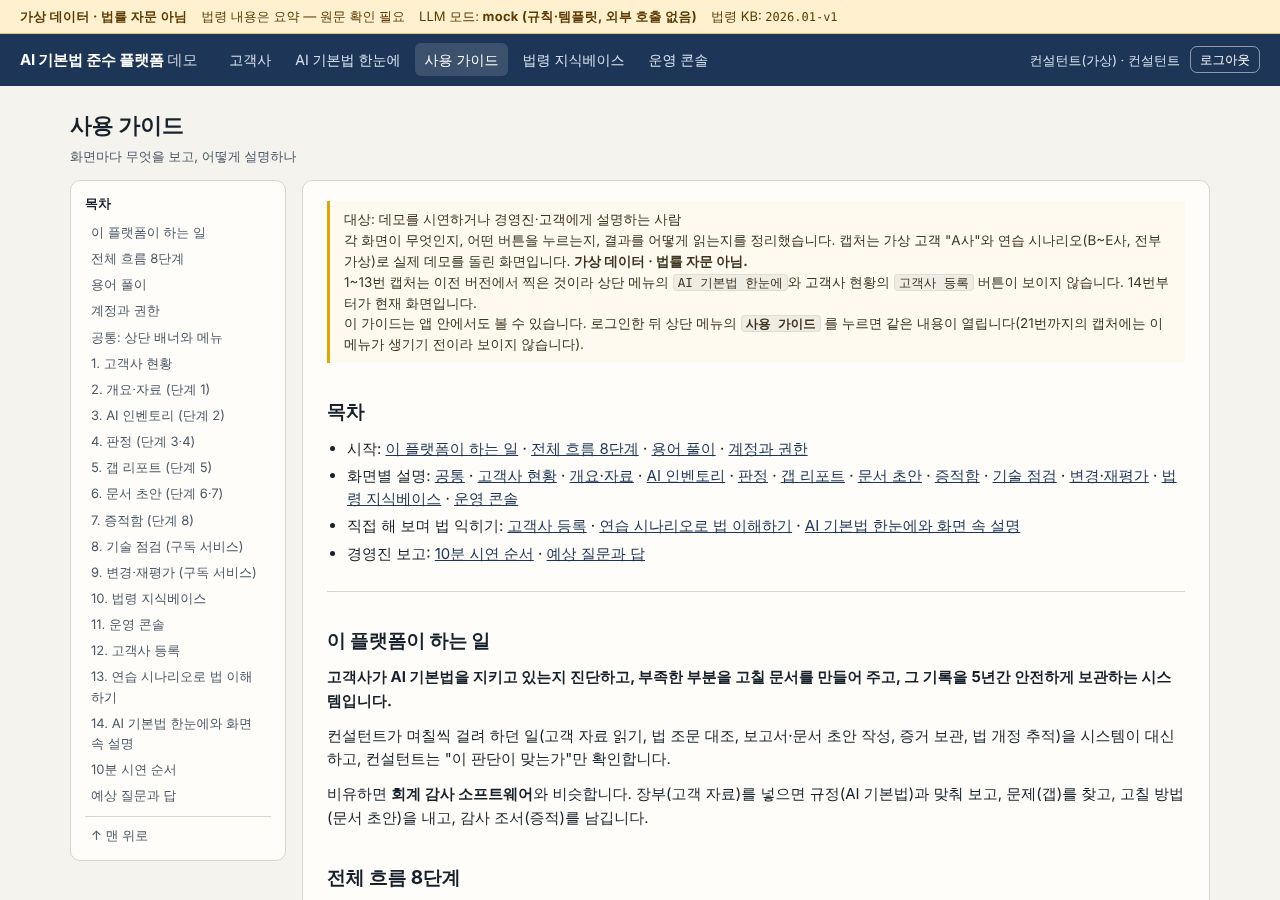 가상 데이터 · 법률 자문 아님 법령 내용은 요약 — 원문 확인 필요 LLM 모드: mock (규칙·템플릿, 외부 호출 없음) 법령 KB: 2026.01-v1
AI 기본법 준수 플랫폼 데모 고객사 AI 기본법 한눈에 사용 가이드 법령 지식베이스 운영 콘솔 컨설턴트(가상) · 컨설턴트 로그아웃
사용 가이드
화면마다 무엇을 보고, 어떻게 설명하나
목차
이 플랫폼이 하는 일
전체 흐름 8단계
용어 풀이
계정과 권한
공통: 상단 배너와 메뉴
1. 고객사 현황
2. 개요·자료 (단계 1)
3. AI 인벤토리 (단계 2)
4. 판정 (단계 3·4)
5. 갭 리포트 (단계 5)
6. 문서 초안 (단계 6·7)
7. 증적함 (단계 8)
8. 기술 점검 (구독 서비스)
9. 변경·재평가 (구독 서비스)
10. 법령 지식베이스
11. 운영 콘솔
12. 고객사 등록
13. 연습 시나리오로 법 이해
하기
14. AI 기본법 한눈에와 화면
속 설명
10분 시연 순서
예상 질문과 답
↑ 맨 위로
대상: 데모를 시연하거나 경영진·고객에게 설명하는 사람
각 화면이 무엇인지, 어떤 버튼을 누르는지, 결과를 어떻게 읽는지를 정리했습니다. 캡처는 가상 고객 "A사"와 연습 시나리오(B~E사, 전부
가상)로 실제 데모를 돌린 화면입니다. 가상 데이터 · 법률 자문 아님.
1~13번 캡처는 이전 버전에서 찍은 것이라 상단 메뉴의 AI 기본법 한눈에와 고객사 현황의 고객사 등록 버튼이 보이지 않습니다. 14번부
터가 현재 화면입니다.
이 가이드는 앱 안에서도 볼 수 있습니다. 로그인한 뒤 상단 메뉴의 사용 가이드 를 누르면 같은 내용이 열립니다(21번까지의 캡처에는 이
메뉴가 생기기 전이라 보이지 않습니다).
목차
• 시작: 이 플랫폼이 하는 일 · 전체 흐름 8단계 · 용어 풀이 · 계정과 권한
• 화면별 설명: 공통 · 고객사 현황 · 개요·자료 · AI 인벤토리 · 판정 · 갭 리포트 · 문서 초안 · 증적함 · 기술 점검 · 변경·재평가 · 법
령 지식베이스 · 운영 콘솔
• 직접 해 보며 법 익히기: 고객사 등록 · 연습 시나리오로 법 이해하기 · AI 기본법 한눈에와 화면 속 설명
• 경영진 보고: 10분 시연 순서 · 예상 질문과 답
이 플랫폼이 하는 일
고객사가 AI 기본법을 지키고 있는지 진단하고, 부족한 부분을 고칠 문서를 만들어 주고, 그 기록을 5년간 안전하게 보관하는 시스
템입니다.
컨설턴트가 며칠씩 걸려 하던 일(고객 자료 읽기, 법 조문 대조, 보고서·문서 초안 작성, 증거 보관, 법 개정 추적)을 시스템이 대신
하고, 컨설턴트는 "이 판단이 맞는가"만 확인합니다.
비유하면 회계 감사 소프트웨어와 비슷합니다. 장부(고객 자료)를 넣으면 규정(AI 기본법)과 맞춰 보고, 문제(갭)를 찾고, 고칠 방법
(문서 초안)을 내고, 감사 조서(증적)를 남깁니다.
전체 흐름 8단계